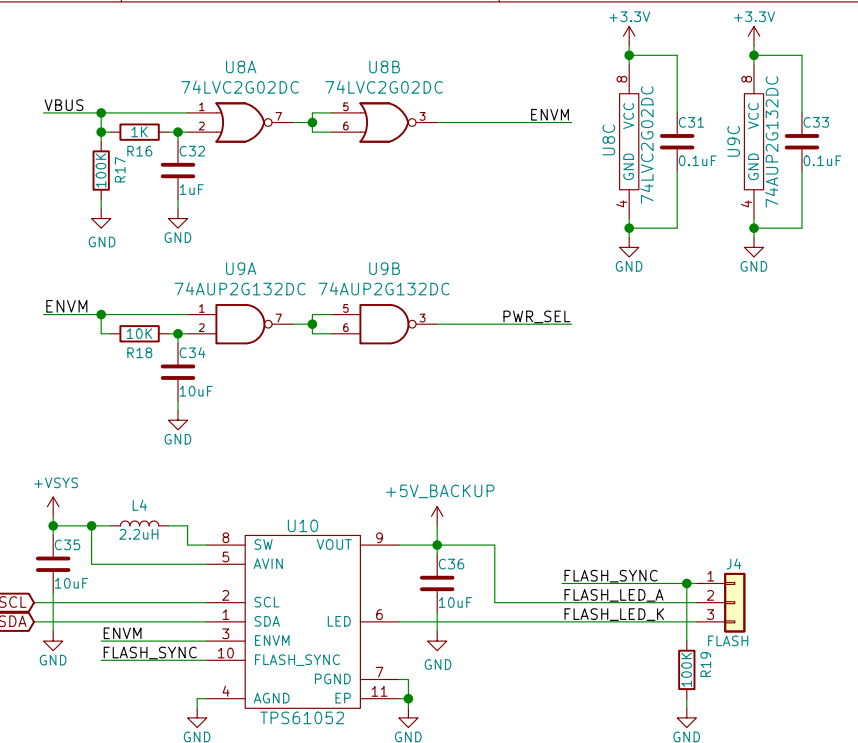 +3.3V
+3.3V
U8A
74LVC2G02DC
U8B
74LVC2G02DC
VBUS
1
2
7
5
6
3
ENVM
1K
R16
100K
R17
C32
1uF
GND
GND
8
VCC
GND
4
U8C
74LVC2G02DC
C31
0.1uF
GND
8
VCC
GND
4
U9C
74AUP2G132DC
C33
0.1uF
GND
U9A
74AUP2G132DC
U9B
74AUP2G132DC
ENVM
1
2
7
5
6
3
PWR_SEL
10K
R18
C34
10uF
GND
+VSYS
L4
2.2uH
C35
10uF
GND
SCL
SDA
ENVM
FLASH_SYNC
U10
8
SW
5
AVIN
2
SCL
1
SDA
3
ENVM
10
FLASH_SYNC
4
AGND
VOUT
9
LED
6
PGND
7
EP
11
TPS61052
GND
GND
+5V_BACKUP
C36
10uF
GND
FLASH_SYNC
FLASH_LED_A
FLASH_LED_K
1
2
3
J4
FLASH
100K
R19
GND